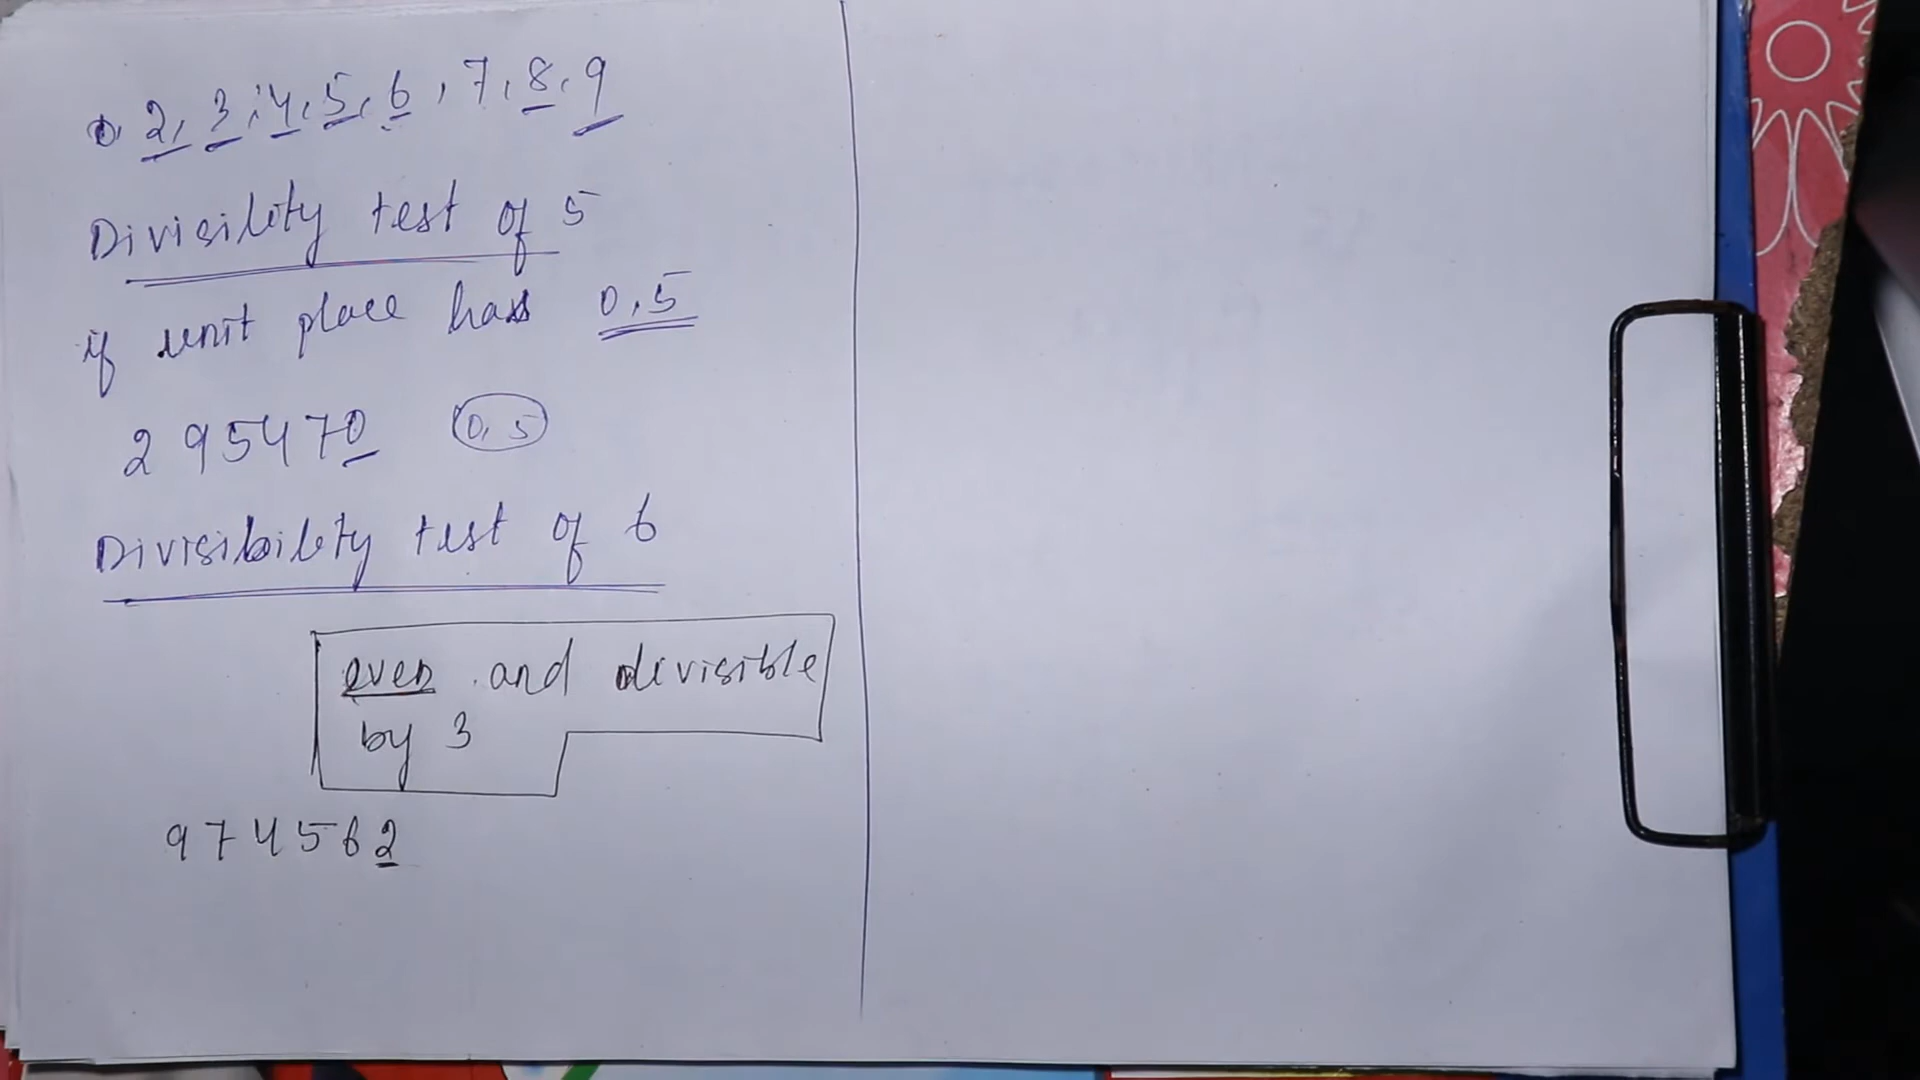 2, 3, 4, 5, 6, 7, 8, 9
Divisility test of 5
if unit place has 0,5
295470 0,5
Divisibility test of 6
even and divisible
by 3
974562